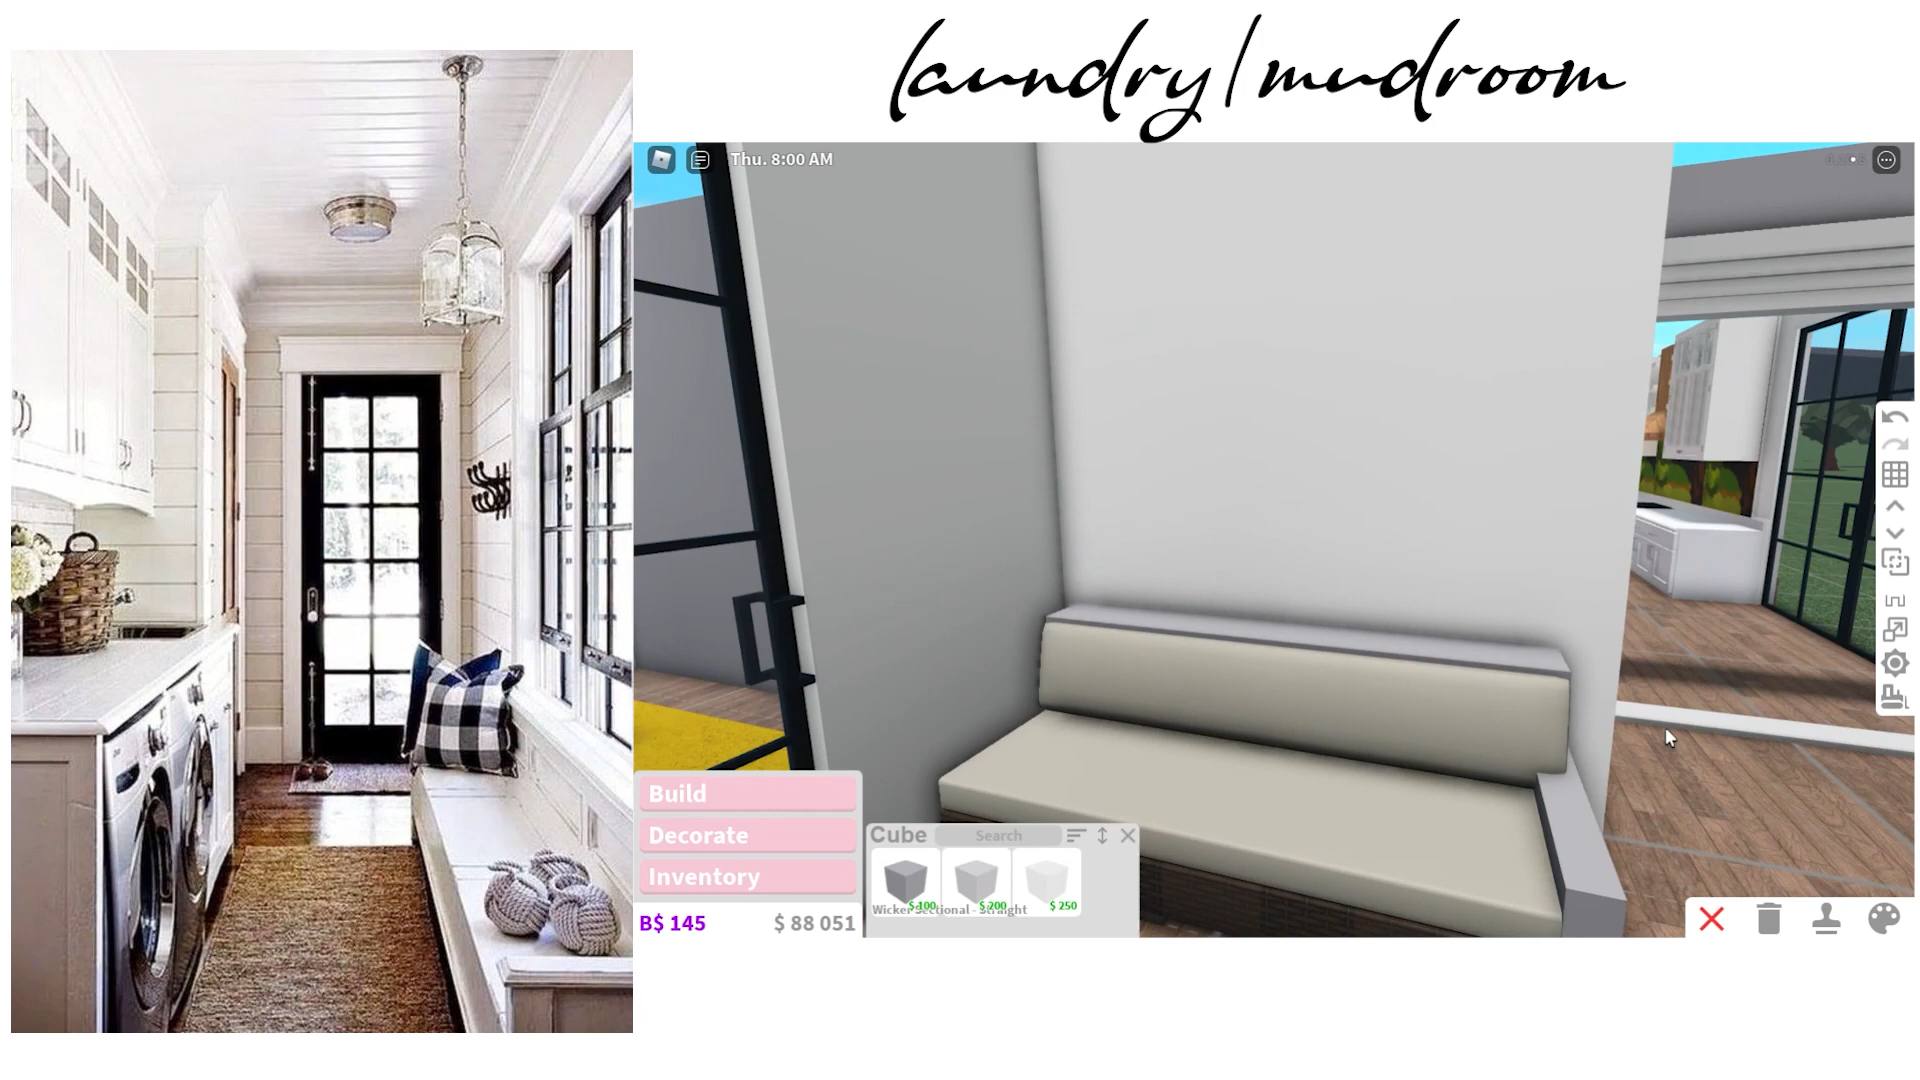 laundry/mudroom
Thu. 8:00 AM
Build
Decorate
Inventory
B$ 145 $ 88 051
Cube Search
$ 100 $ 200 $ 250
Wicker Sectional - Straight